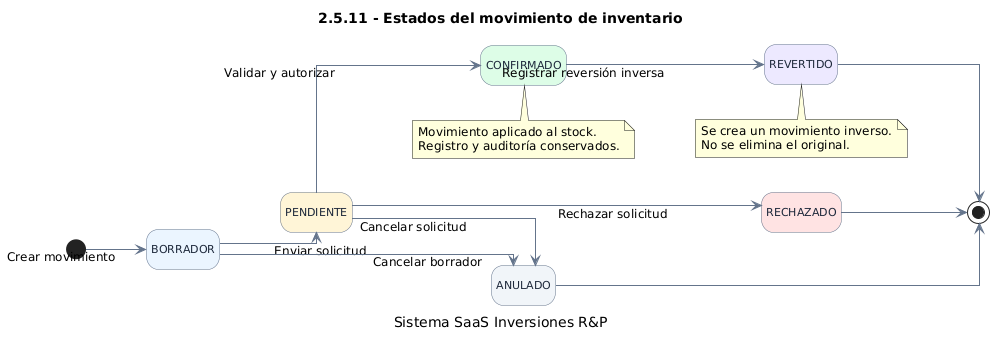 2.5.11 - Estados del movimiento de inventario
Validar y autorizar
CONFIRMADO
Registrar reversión inversa
REVERTIDO
Movimiento aplicado al stock.
Registro y auditoría conservados.
Se crea un movimiento inverso.
No se elimina el original.
PENDIENTE
Rechazar solicitud
RECHAZADO
Cancelar solicitud
Crear movimiento
BORRADOR
Enviar solicitud
Cancelar borrador
ANULADO
Sistema SaaS Inversiones R&P